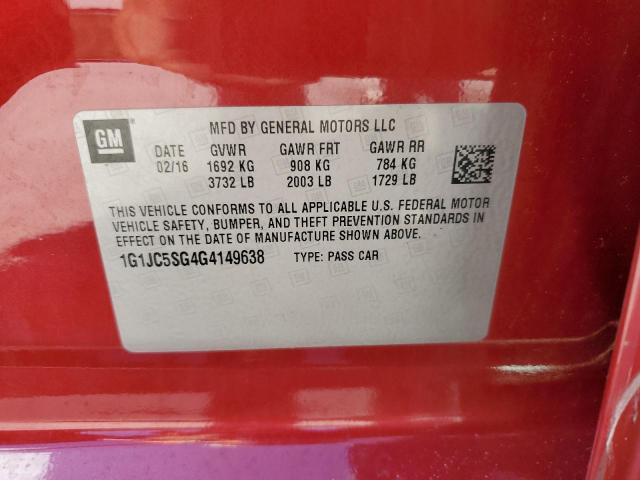 GM
MFD BY GENERAL MOTORS LLC
DATE GVWR GAWR FRT GAWR RR
02/16 1692 KG 908 KG 784 KG
3732 LB 2003 LB 1729 LB
THIS VEHICLE CONFORMS TO ALL APPLICABLE U.S. FEDERAL MOTOR
VEHICLE SAFETY, BUMPER, AND THEFT PREVENTION STANDARDS IN
EFFECT ON THE DATE OF MANUFACTURE SHOWN ABOVE.
1G1JC5SG4G4149638 TYPE: PASS CAR